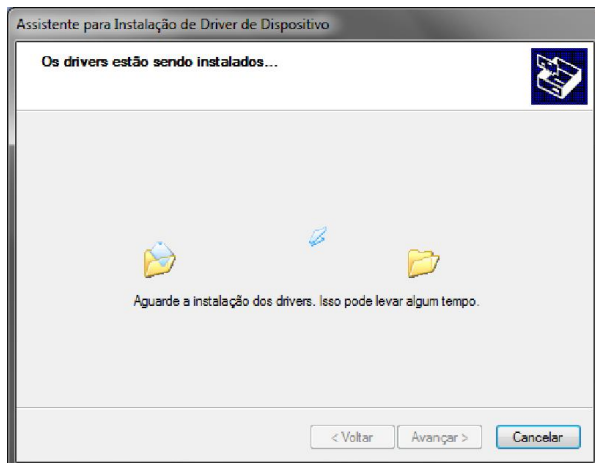 Assistente para Instalação de Driver de Dispositivo
Os drivers estão sendo instalados...
Aguarde a instalação dos drivers. Isso pode levar algum tempo.
< Voltar
Avançar >
Cancelar